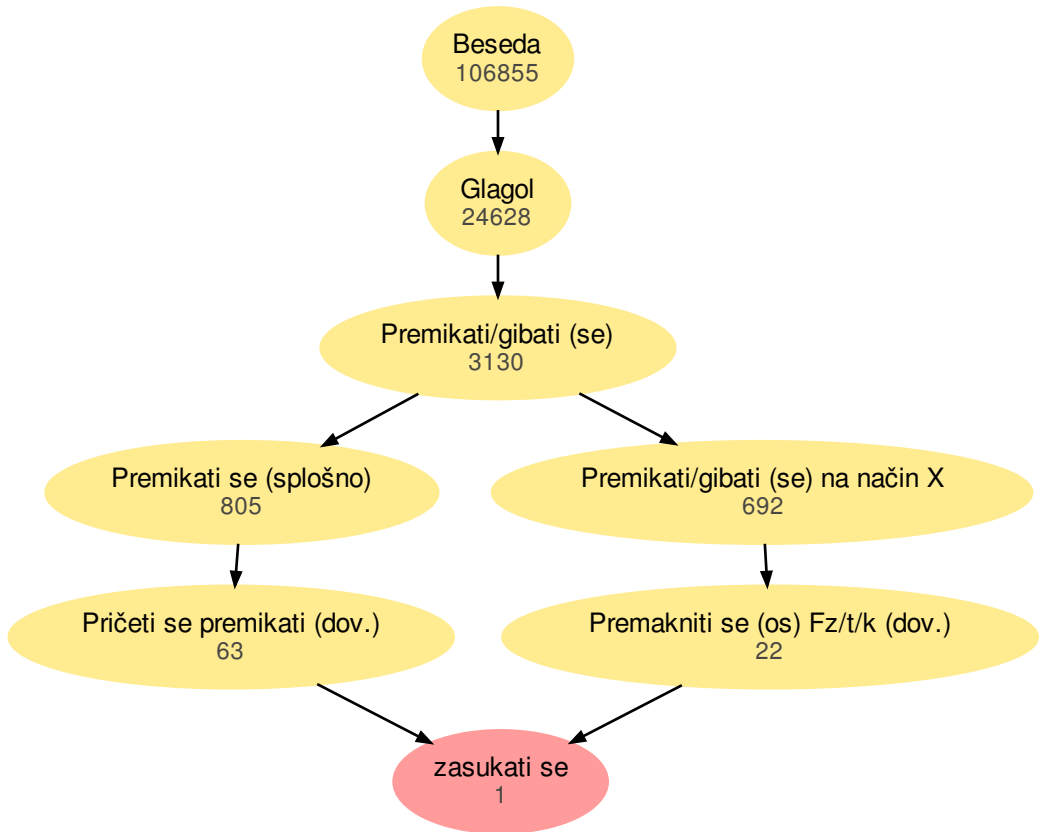 Beseda
106855
Glagol
24628
Premikati/gibati (se)
3130
Premikati se (splošno)
805
Premikati/gibati (se) na način X
692
Pričeti se premikati (dov.)
63
Premakniti se (os) Fz/t/k (dov.)
22
zasukati se
1